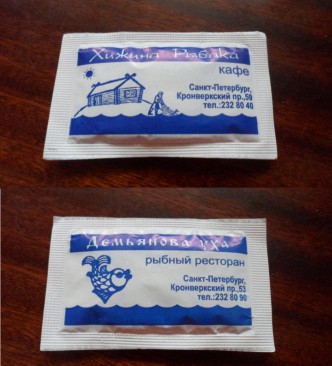 Хижина Рыбака
кафе
Санкт-Петербург,
Кронверкский пр.,59
тел.:232 80 40
Демьянова уха
рыбный ресторан
Санкт-Петербург,
Кронверкский пр.,53
тел.:232 80 90